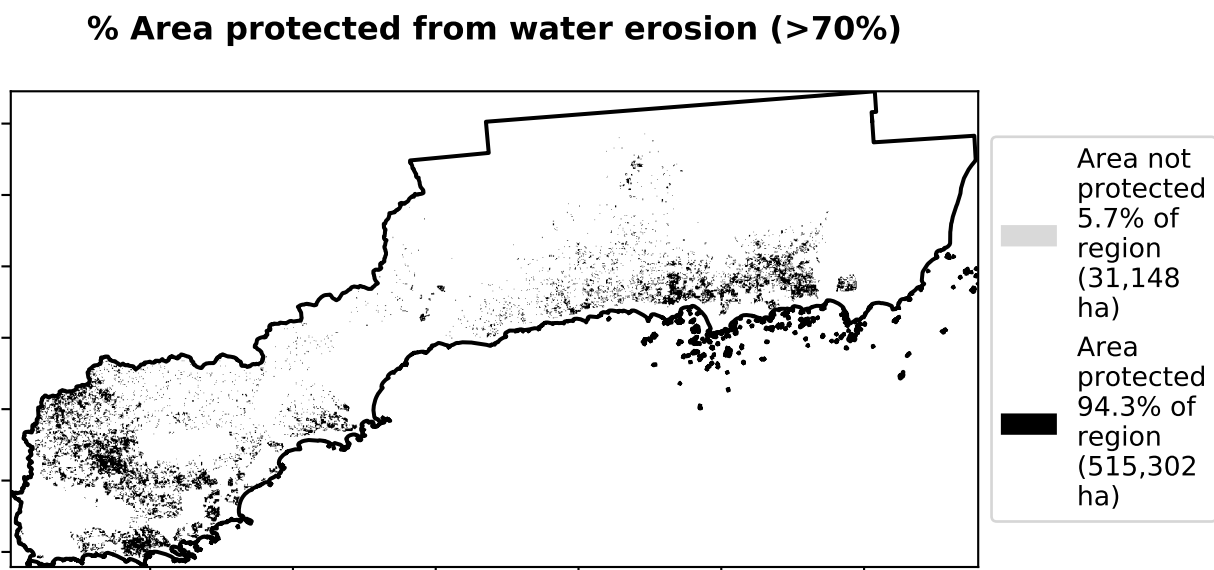 % Area protected from water erosion (>70%)
Area not
protected
5.7% of
region
(31,148
ha)
Area
protected
94.3% of
region
(515,302
ha)